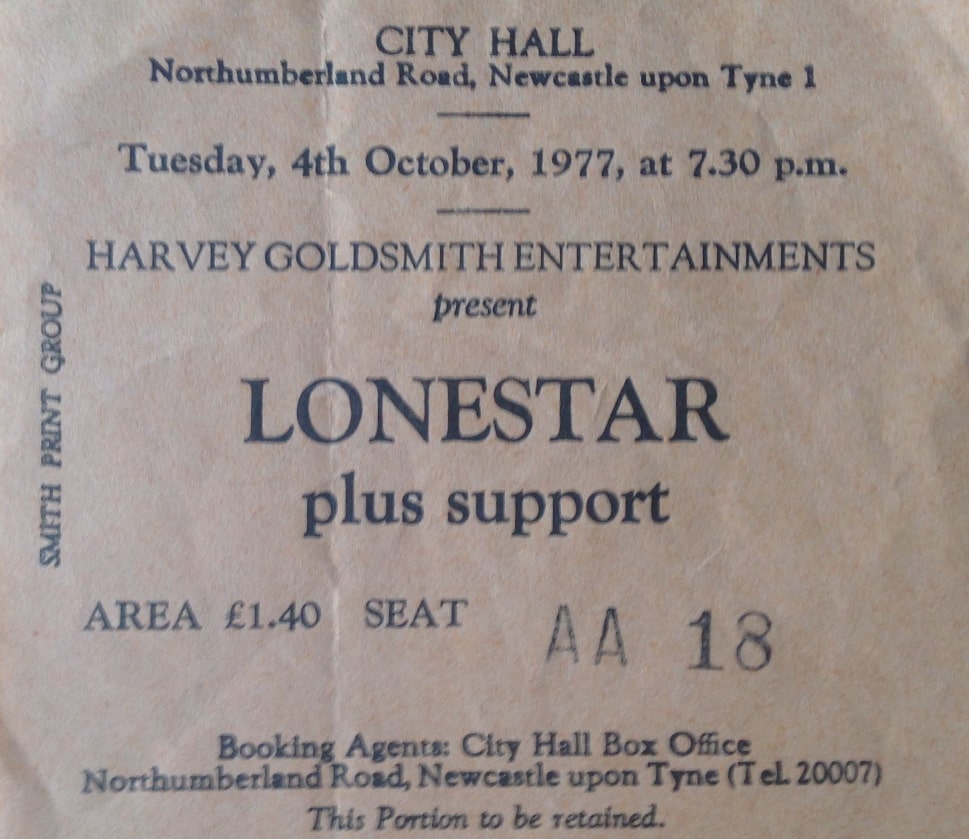 CITY HALL
Northumberland Road, Newcastle upon Tyne 1
Tuesday, 4th October, 1977, at 7.30 p.m.
HARVEY GOLDSMITH ENTERTAINMENTS
present
LONESTAR
plus support
SMITH PRINT GROUP
AREA £1.40 SEAT AA 18
Booking Agents: City Hall Box Office
Northumberland Road, Newcastle upon Tyne (Tel. 20007)
This Portion to be retained.